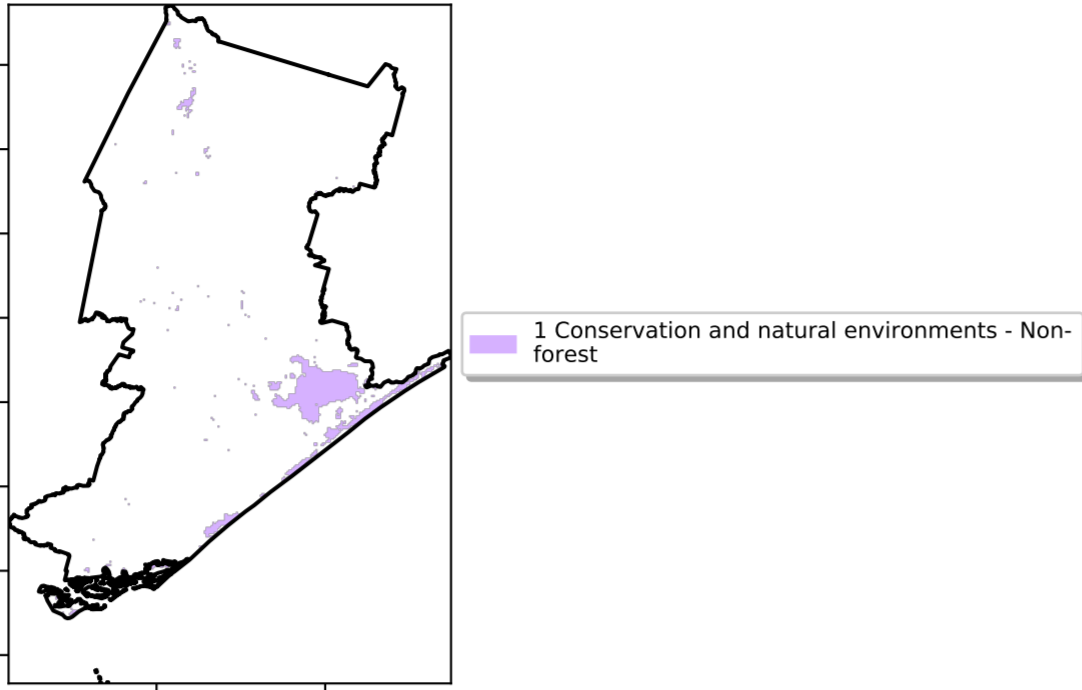 1 Conservation and natural environments - Non-
forest